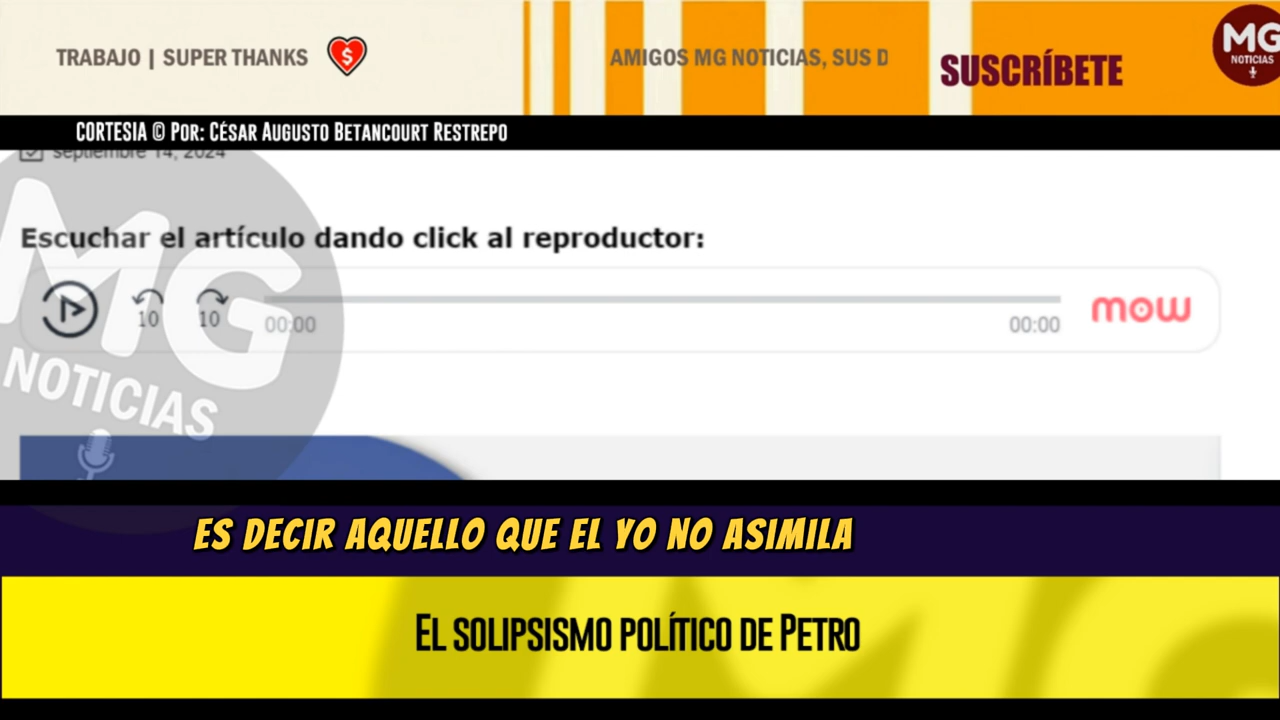 TRABAJO | SUPER THANKS
$
AMIGOS MG NOTICIAS, SUS D
SUSCRÍBETE
MG
NOTICIAS
CORTESIA © POR: CÉSAR AUGUSTO BETANCOURT RESTREPO
septiembre 14, 2024
Escuchar el artículo dando click al reproductor:
10
10
00:00
00:00
mow
MG
NOTICIAS
ES DECIR AQUELLO QUE EL YO NO ASIMILA
EL SOLIPSISMO POLÍTICO DE PETRO